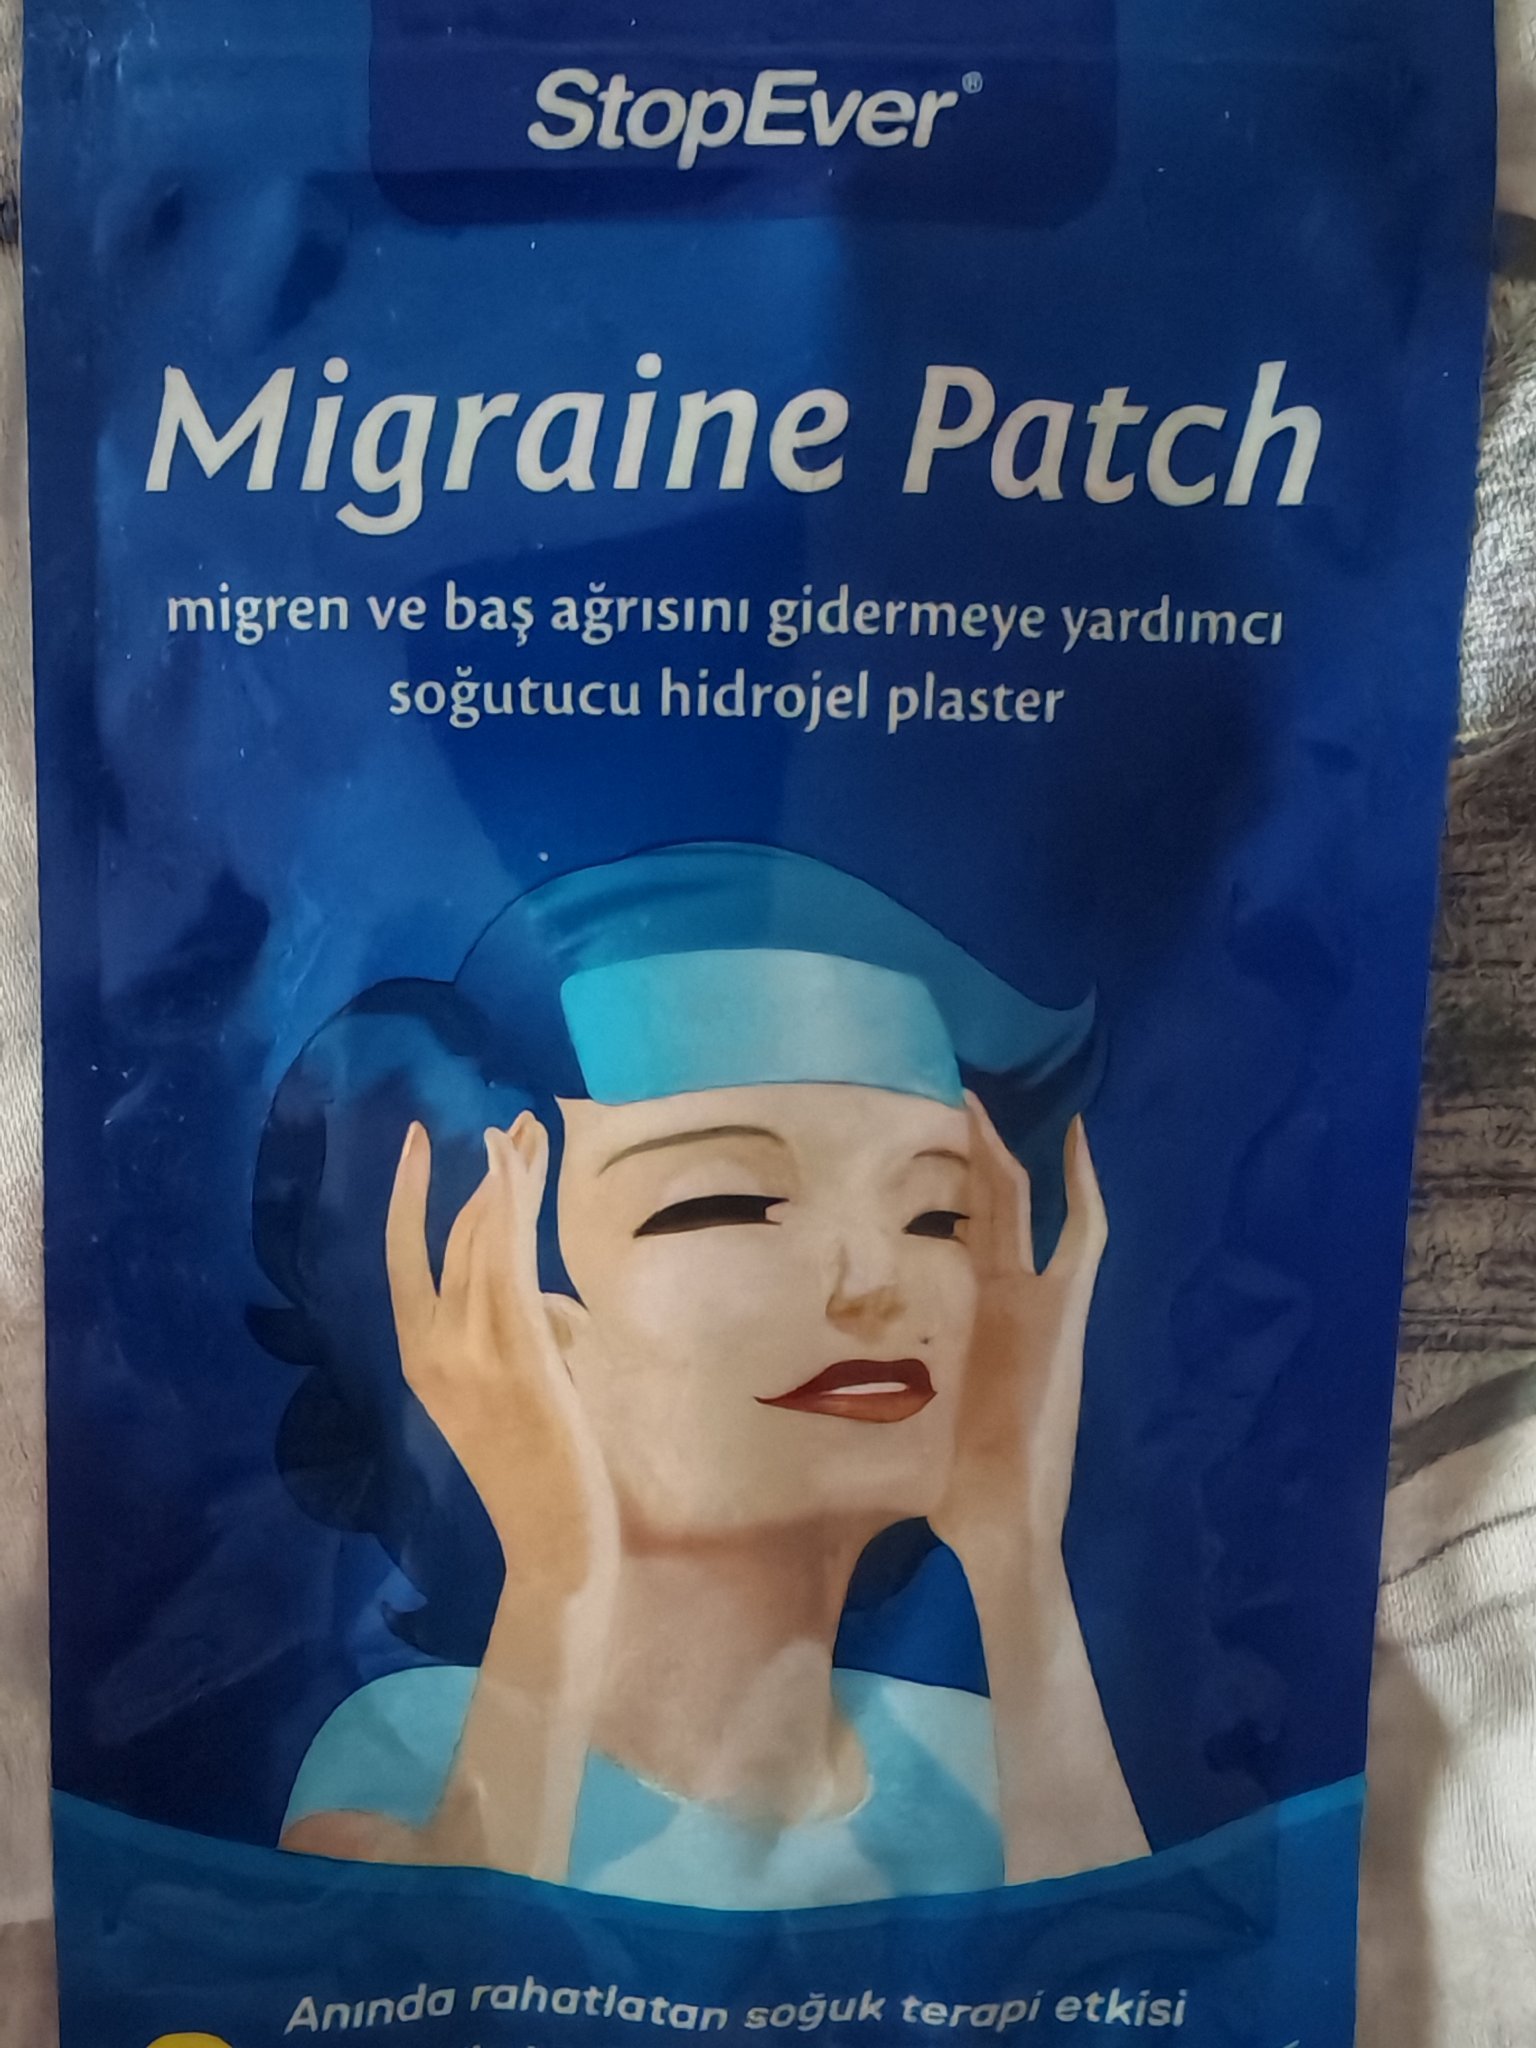 StopEver®
Migraine Patch
migren ve baş ağrısını gidermeye yardımcı
soğutucu hidrojel plaster
Anında rahatlatan soğuk terapi etkisi